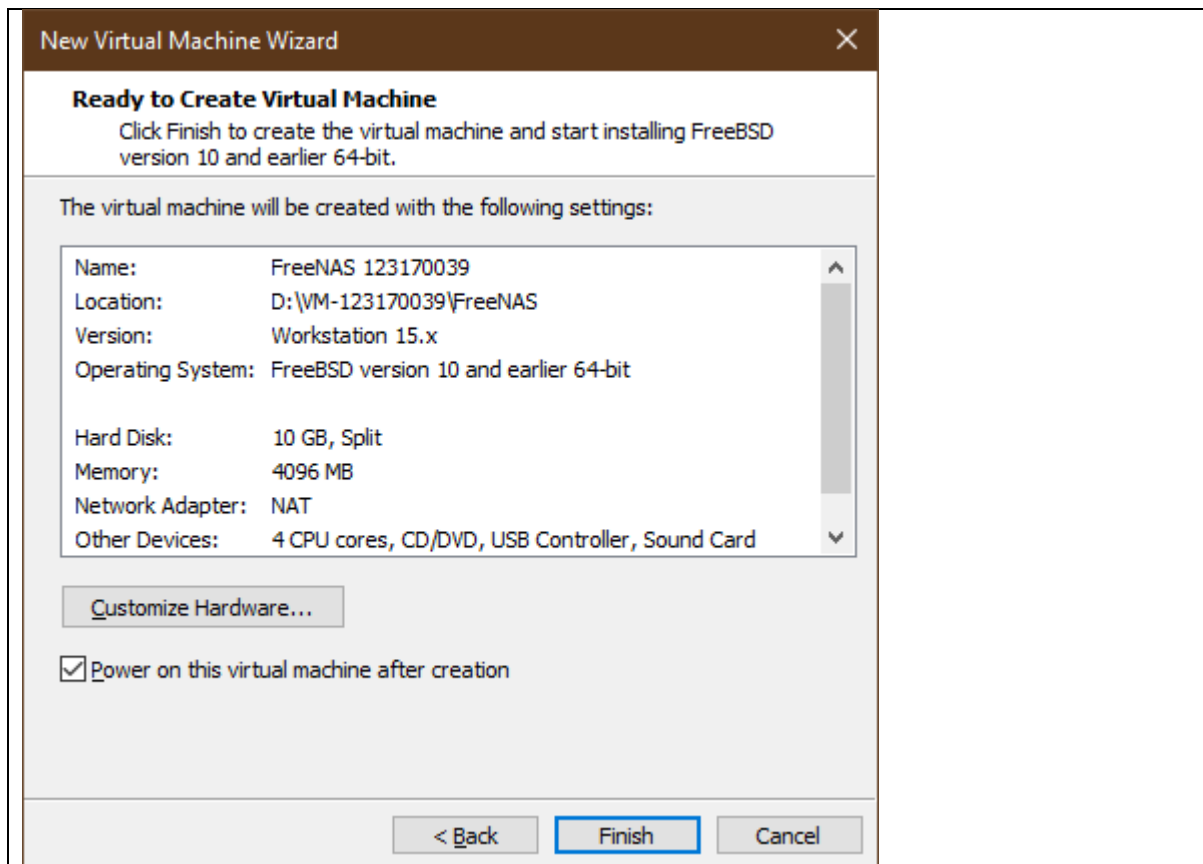 New Virtual Machine Wizard
Ready to Create Virtual Machine
Click Finish to create the virtual machine and start installing FreeBSD
version 10 and earlier 64-bit.
The virtual machine will be created with the following settings:
Name: FreeNAS 123170039
Location: D:\VM-123170039\FreeNAS
Version: Workstation 15.x
Operating System: FreeBSD version 10 and earlier 64-bit
Hard Disk: 10 GB, Split
Memory: 4096 MB
Network Adapter: NAT
Other Devices: 4 CPU cores, CD/DVD, USB Controller, Sound Card
Customize Hardware...
Power on this virtual machine after creation
< Back Finish Cancel